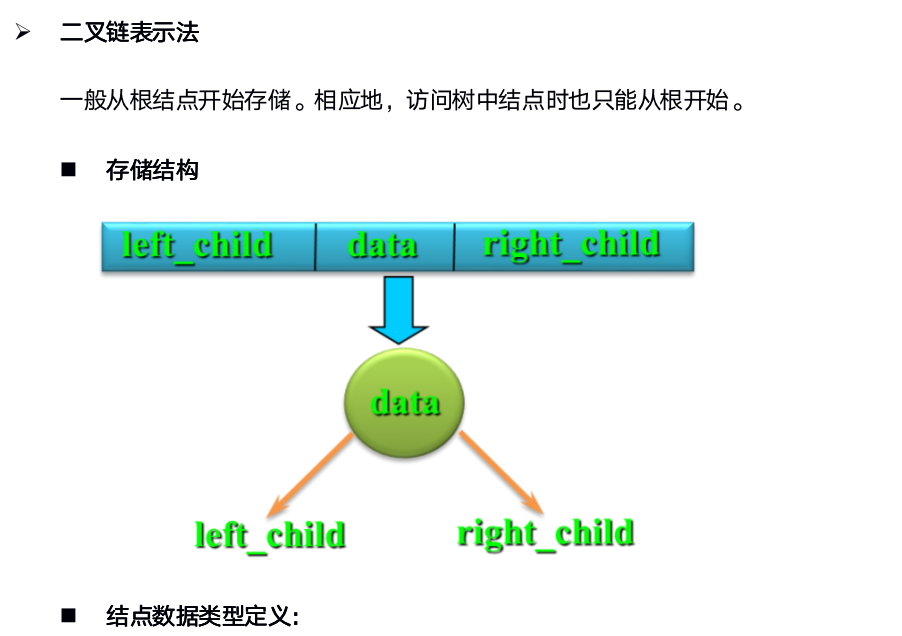 二叉链表示法
一般从根结点开始存储。相应地，访问树中结点时也只能从根开始。
存储结构
left_child data right_child
data
left_child right_child
结点数据类型定义：